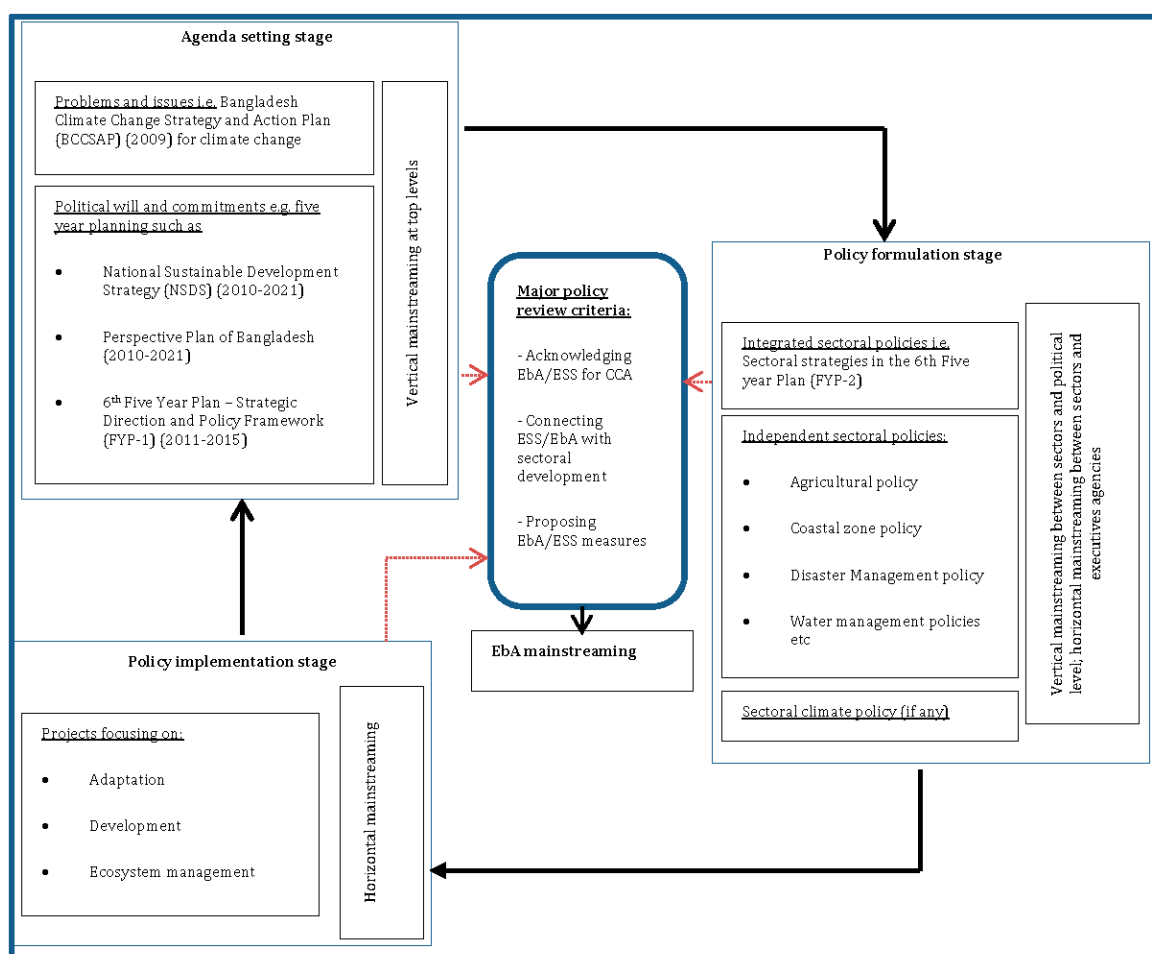 Agenda setting stage
Problems and issues i.e. Bangladesh
Climate Change Strategy and Action Plan
(BCCSAP) (2009) for climate change
Political will and commitments e.g. five
year planning such as
• National Sustainable Development
Strategy (NSDS) (2010-2021)
• Perspective Plan of Bangladesh
(2010-2021)
• 6th Five Year Plan – Strategic
Direction and Policy Framework
(FYP-1) (2011-2015)
Vertical mainstreaming at top levels
Major policy
review criteria:
- Acknowledging
EbA/ESS for CCA
- Connecting
ESS/EbA with
sectoral
development
- Proposing
EbA/ESS measures
EbA mainstreaming
Policy formulation stage
Integrated sectoral policies i.e.
Sectoral strategies in the 6th Five
year Plan (FYP-2)
Independent sectoral policies:
• Agricultural policy
• Coastal zone policy
• Disaster Management policy
• Water management policies
etc
Sectoral climate policy (if any)
Vertical mainstreaming between sectors and political
level; horizontal mainstreaming between sectors and
executives agencies
Policy implementation stage
Projects focusing on:
• Adaptation
• Development
• Ecosystem management
Horizontal mainstreaming